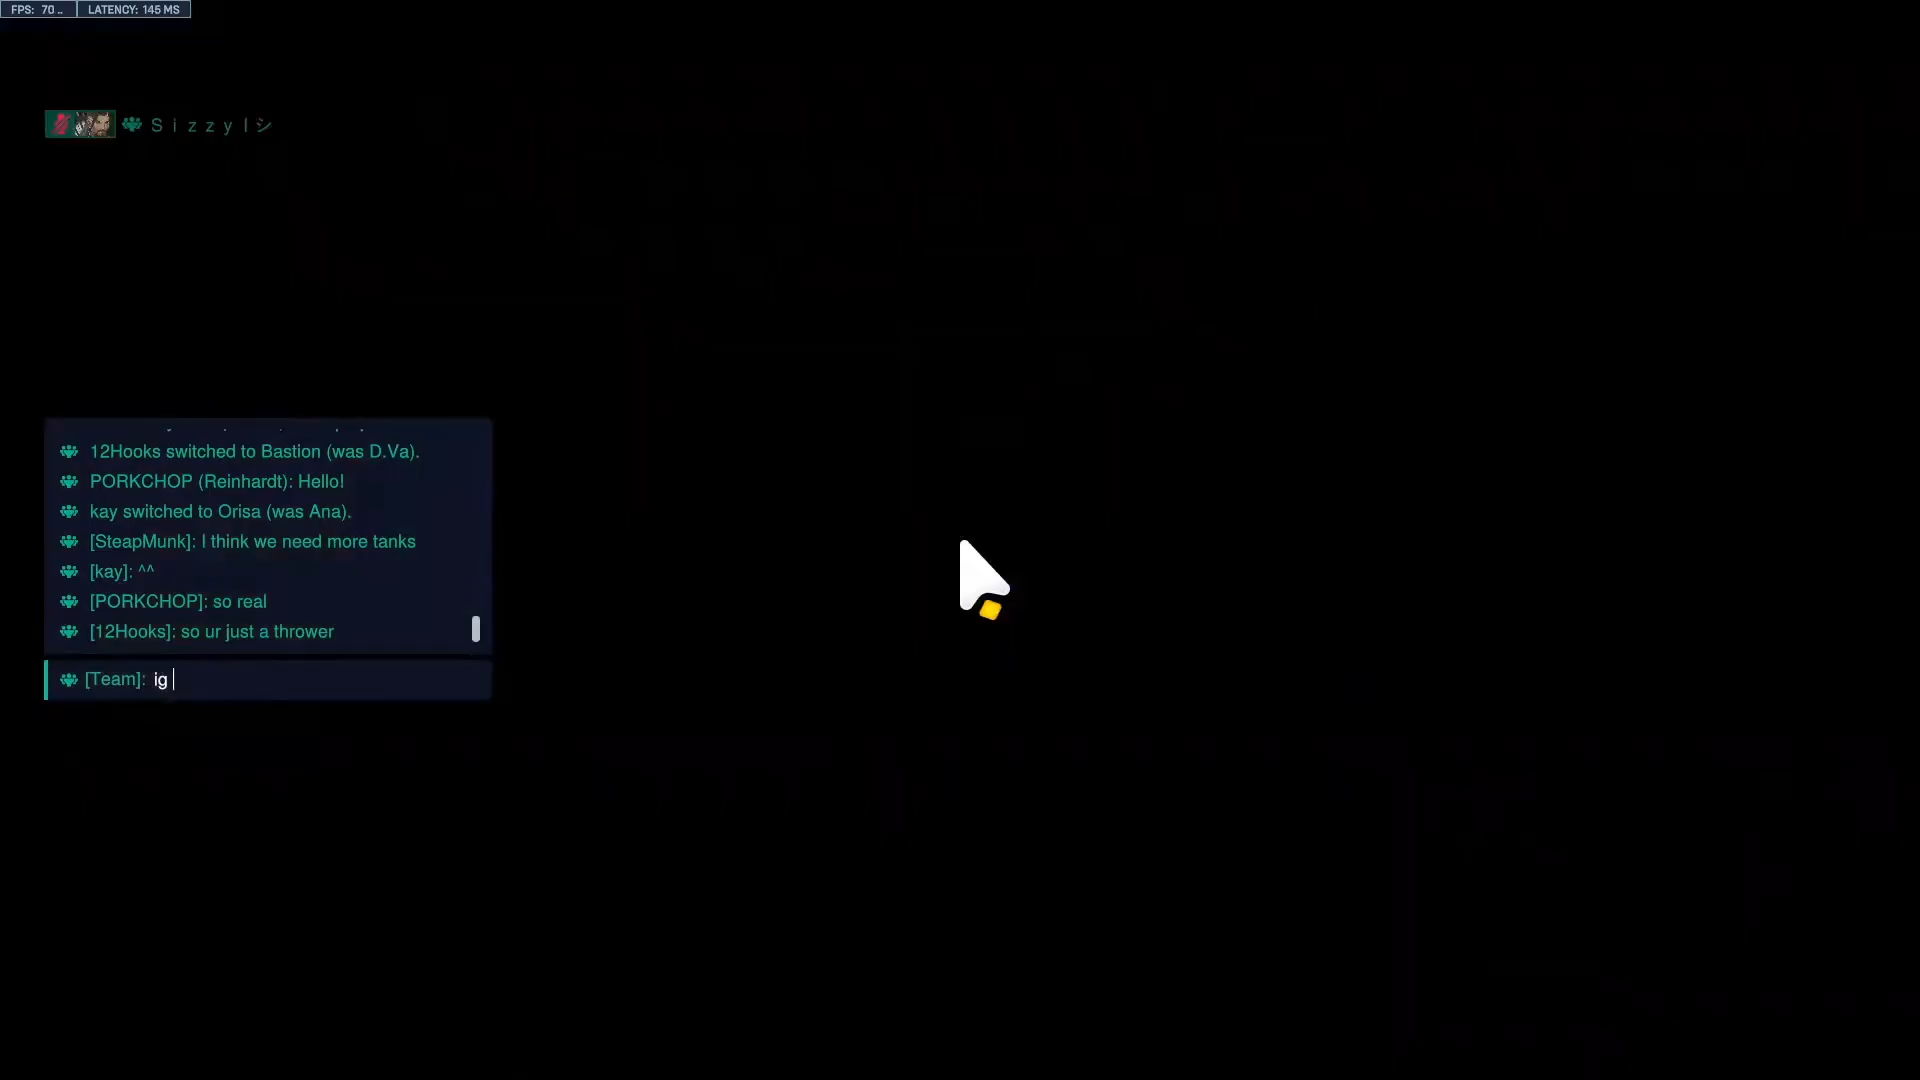 FPS: 70 ..
LATENCY: 145 MS
S i z z y l シ
12Hooks switched to Bastion (was D.Va).
PORKCHOP (Reinhardt): Hello!
kay switched to Orisa (was Ana).
[SteapMunk]: I think we need more tanks
[kay]: ^^
[PORKCHOP]: so real
[12Hooks]: so ur just a thrower
[Team]: ig